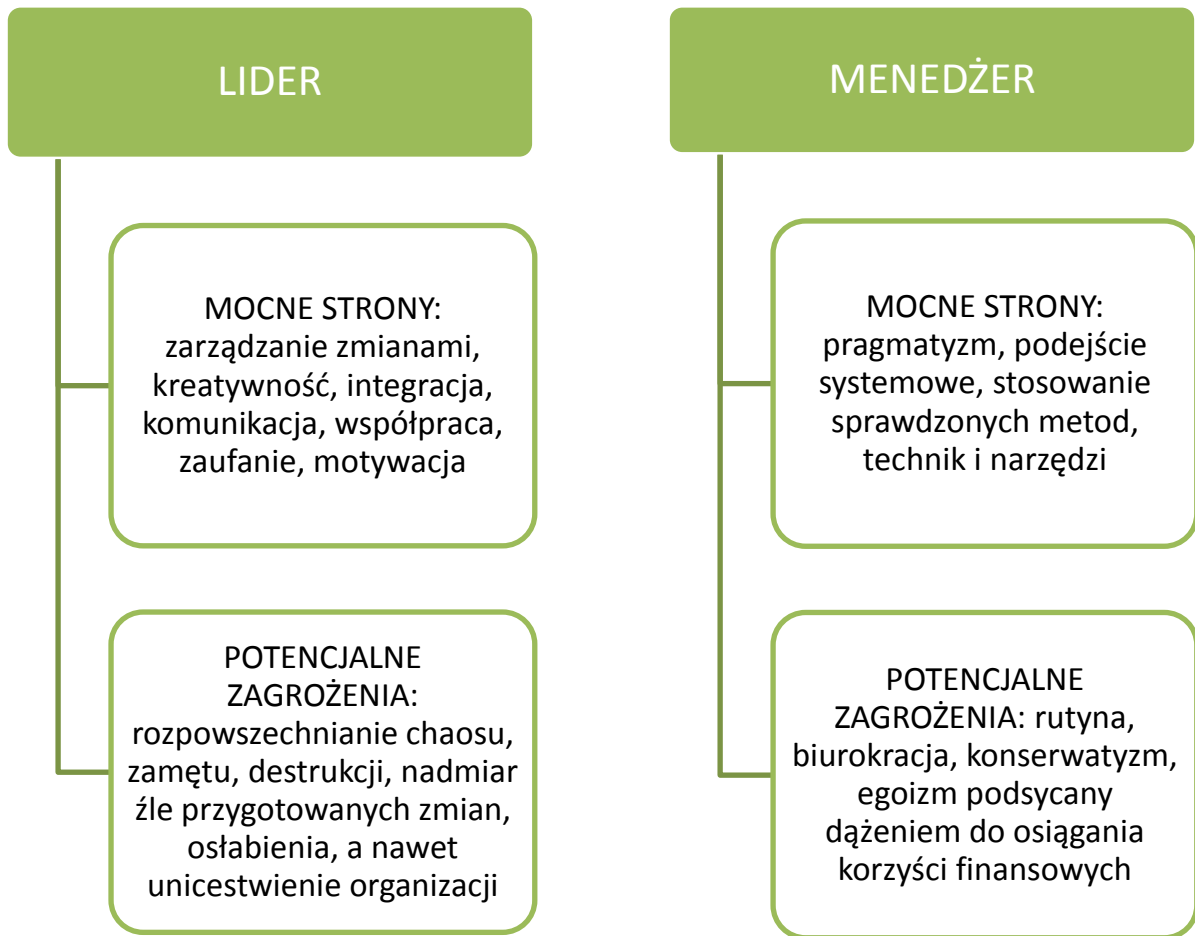 LIDER
MOCNE STRONY:
zarządzanie zmianami,
kreatywność, integracja,
komunikacja, współpraca,
zaufanie, motywacja
POTENCJALNE
ZAGROŻENIA:
rozpowszechnianie chaosu,
zamętu, destrukcji, nadmiar
źle przygotowanych zmian,
osłabienia, a nawet
unicestwienie organizacji
MENEDŻER
MOCNE STRONY:
pragmatyzm, podejście
systemowe, stosowanie
sprawdzonych metod,
technik i narzędzi
POTENCJALNE
ZAGROŻENIA: rutyna,
biurokracja, konserwatyzm,
egoizm podsycany
dążeniem do osiągania
korzyści finansowych